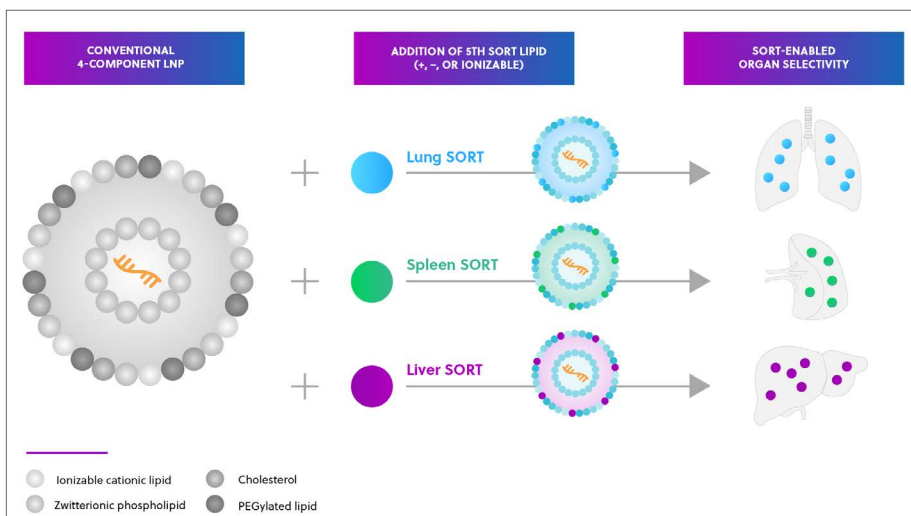 CONVENTIONAL
4-COMPONENT LNP
ADDITION OF 5TH SORT LIPID
(+, –, OR IONIZABLE)
SORT-ENABLED
ORGAN SELECTIVITY
Lung SORT
Spleen SORT
Liver SORT
Ionizable cationic lipid
Cholesterol
Zwitterionic phospholipid
PEGylated lipid